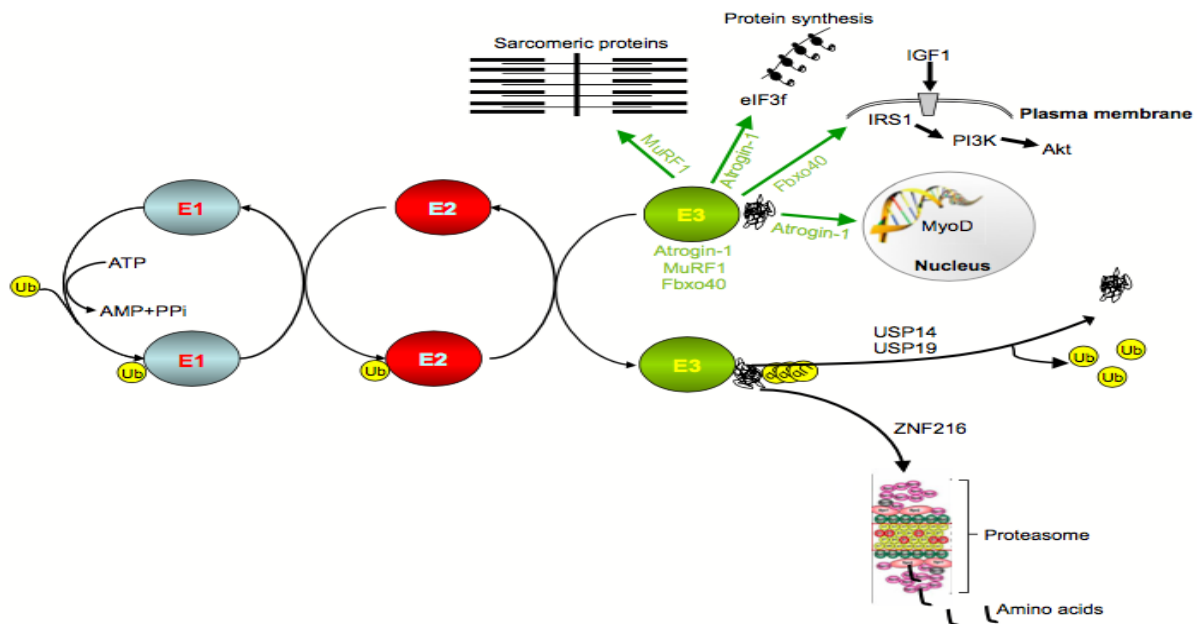 Protein synthesis
Sarcomeric proteins
IGF1
eIF3f
IRS1
Plasma membrane
PI3K
Akt
MuRF1
Atrogin-1
Fbxo40
E1
E2
E3
Atrogin-1
MyoD
Nucleus
Atrogin-1
MuRF1
Fbxo40
ATP
Ub
AMP+PPi
E1
Ub
E2
Ub
E3
USP14
USP19
Ub
Ub
Ub
ZNF216
Proteasome
Amino acids